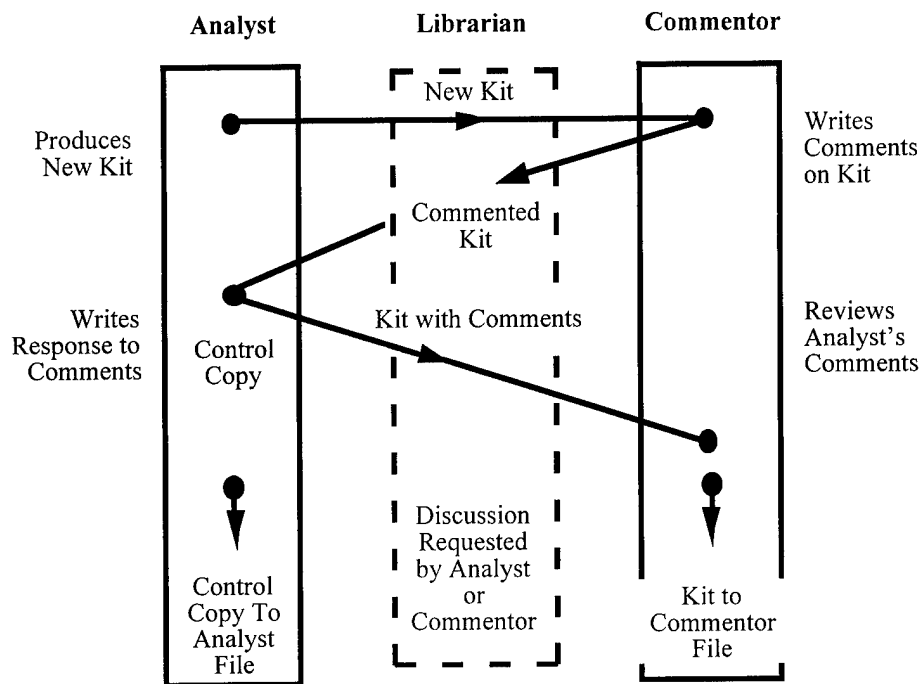 Analyst
Librarian
Commentor
New Kit
Produces
New Kit
Writes
Comments
on Kit
Commented
Kit
Writes
Response to
Comments
Control
Copy
Kit with Comments
Reviews
Analyst's
Comments
Discussion
Requested
by Analyst
or
Commentor
Control
Copy To
Analyst
File
Kit to
Commentor
File